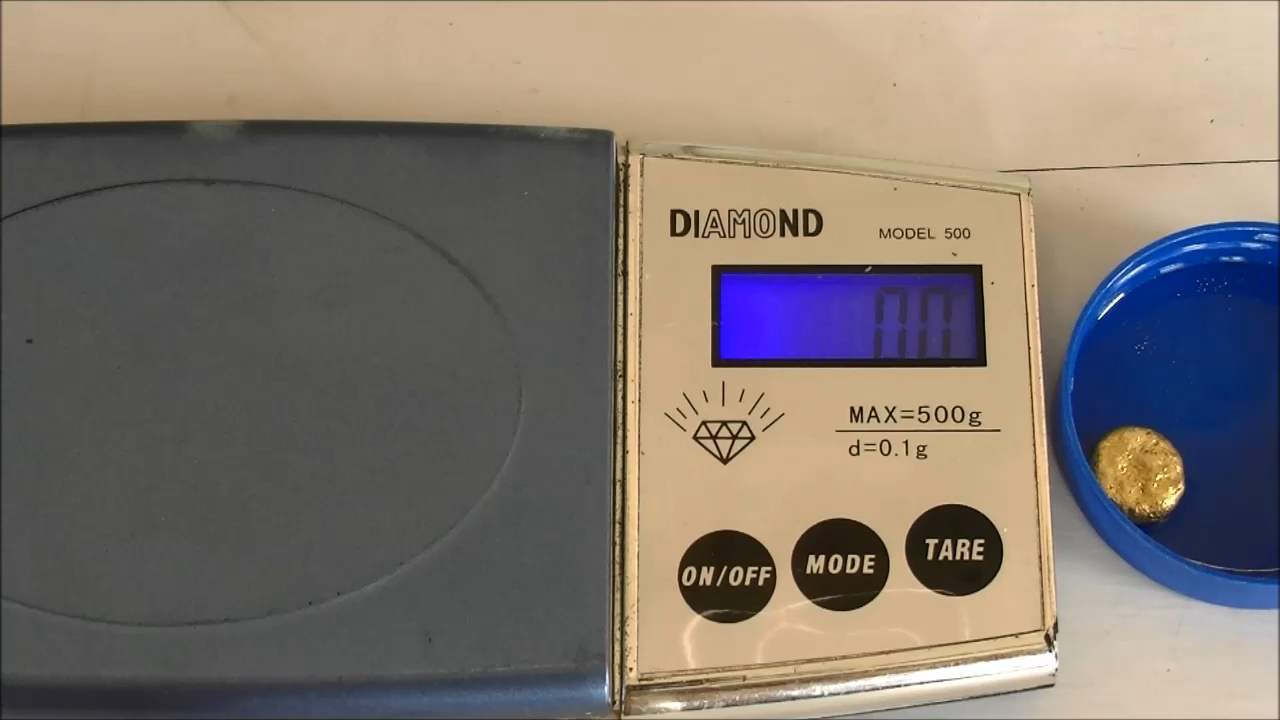 DIAMOND
MODEL 500
0.0
MAX=500g
d=0.1g
ON/OFF
MODE
TARE